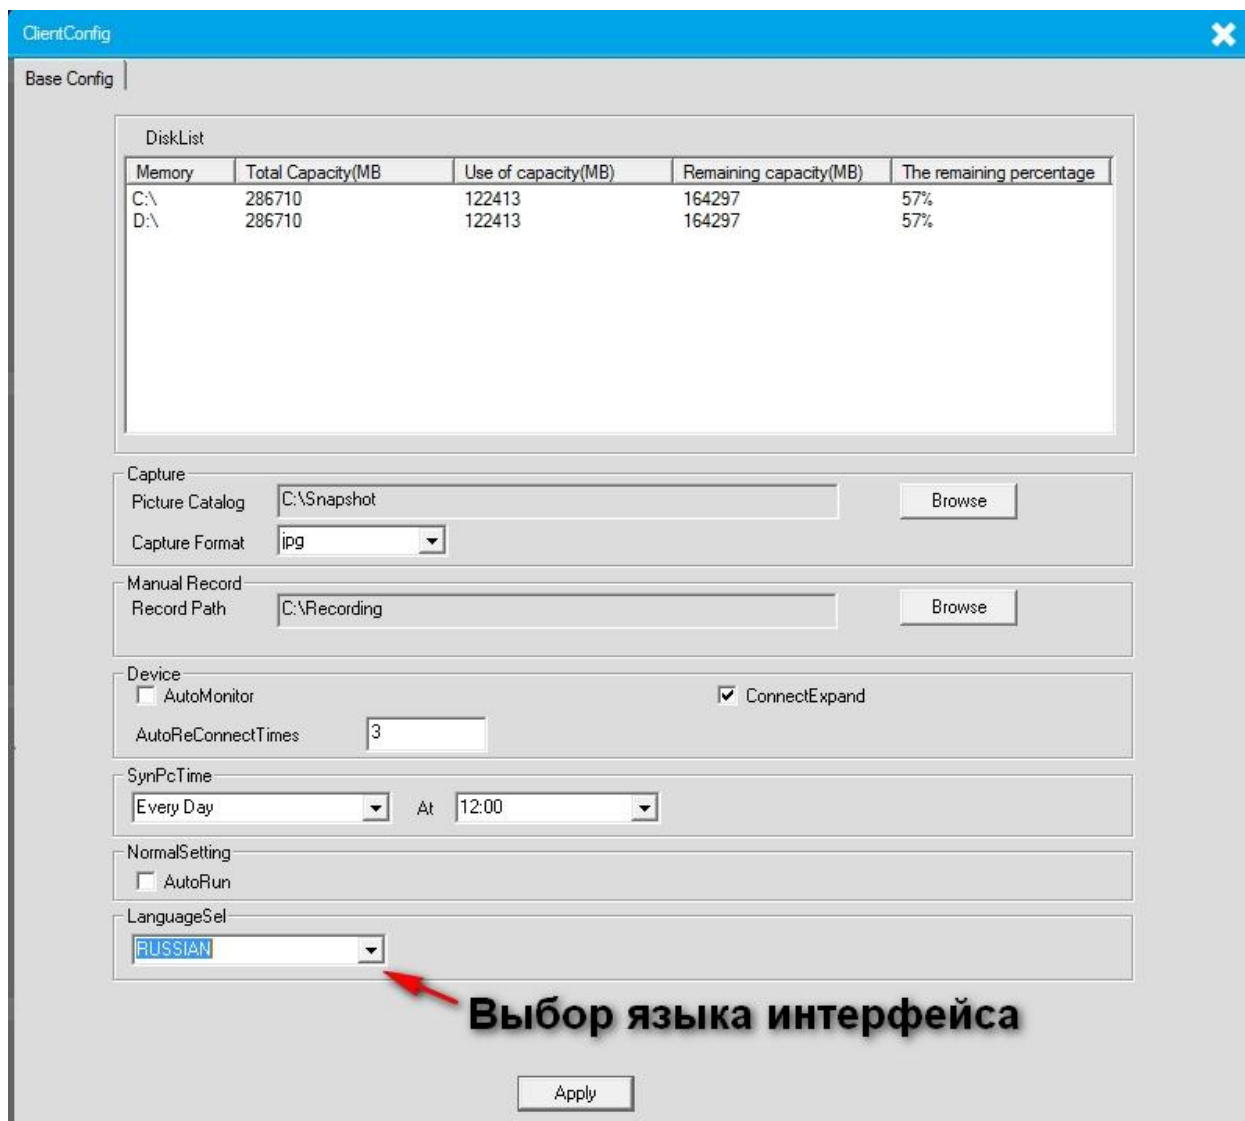 ClientConfig
Base Config
DiskList
Memory Total Capacity(MB Use of capacity(MB) Remaining capacity(MB) The remaining percentage
C:\ 286710 122413 164297 57%
D:\ 286710 122413 164297 57%
Capture
Picture Catalog C:\Snapshot Browse
Capture Format jpg
Manual Record
Record Path C:\Recording Browse
Device
AutoMonitor ConnectExpand
AutoReConnectTimes 3
SynPcTime
Every Day At 12:00
NormalSetting
AutoRun
LanguageSel
RUSSIAN
Выбор языка интерфейса
Apply